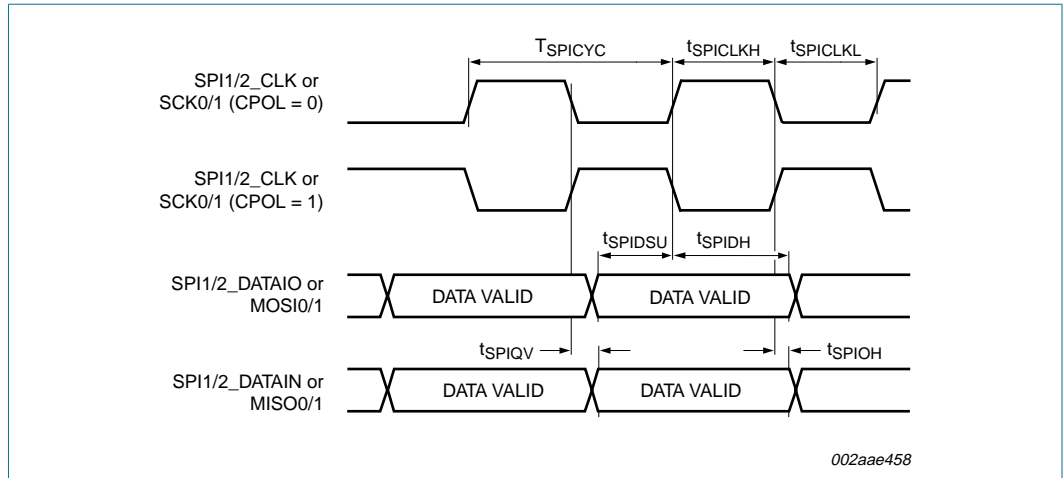 TSPICYC tSPICLKH tSPICLKL
SPI1/2_CLK or
SCK0/1 (CPOL = 0)
SPI1/2_CLK or
SCK0/1 (CPOL = 1)
tSPIDSU tSPIDH
SPI1/2_DATAIO or
MOSI0/1
DATA VALID DATA VALID
tSPIQV tSPIOH
SPI1/2_DATAIN or
MISO0/1
DATA VALID DATA VALID
002aae458